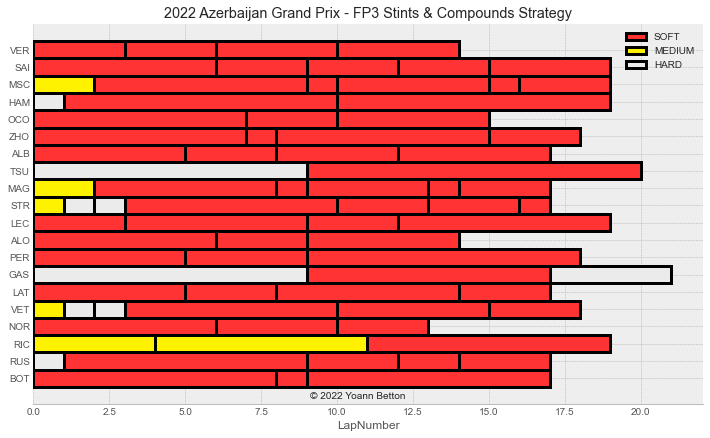 2022 Azerbaijan Grand Prix - FP3 Stints & Compounds Strategy
SOFT
MEDIUM
HARD
VER
SAI
MSC
HAM
OCO
ZHO
ALB
TSU
MAG
STR
LEC
ALO
PER
GAS
LAT
VET
NOR
RIC
RUS
BOT
© 2022 Yoann Betton
0.0 2.5 5.0 7.5 10.0 12.5 15.0 17.5 20.0
LapNumber